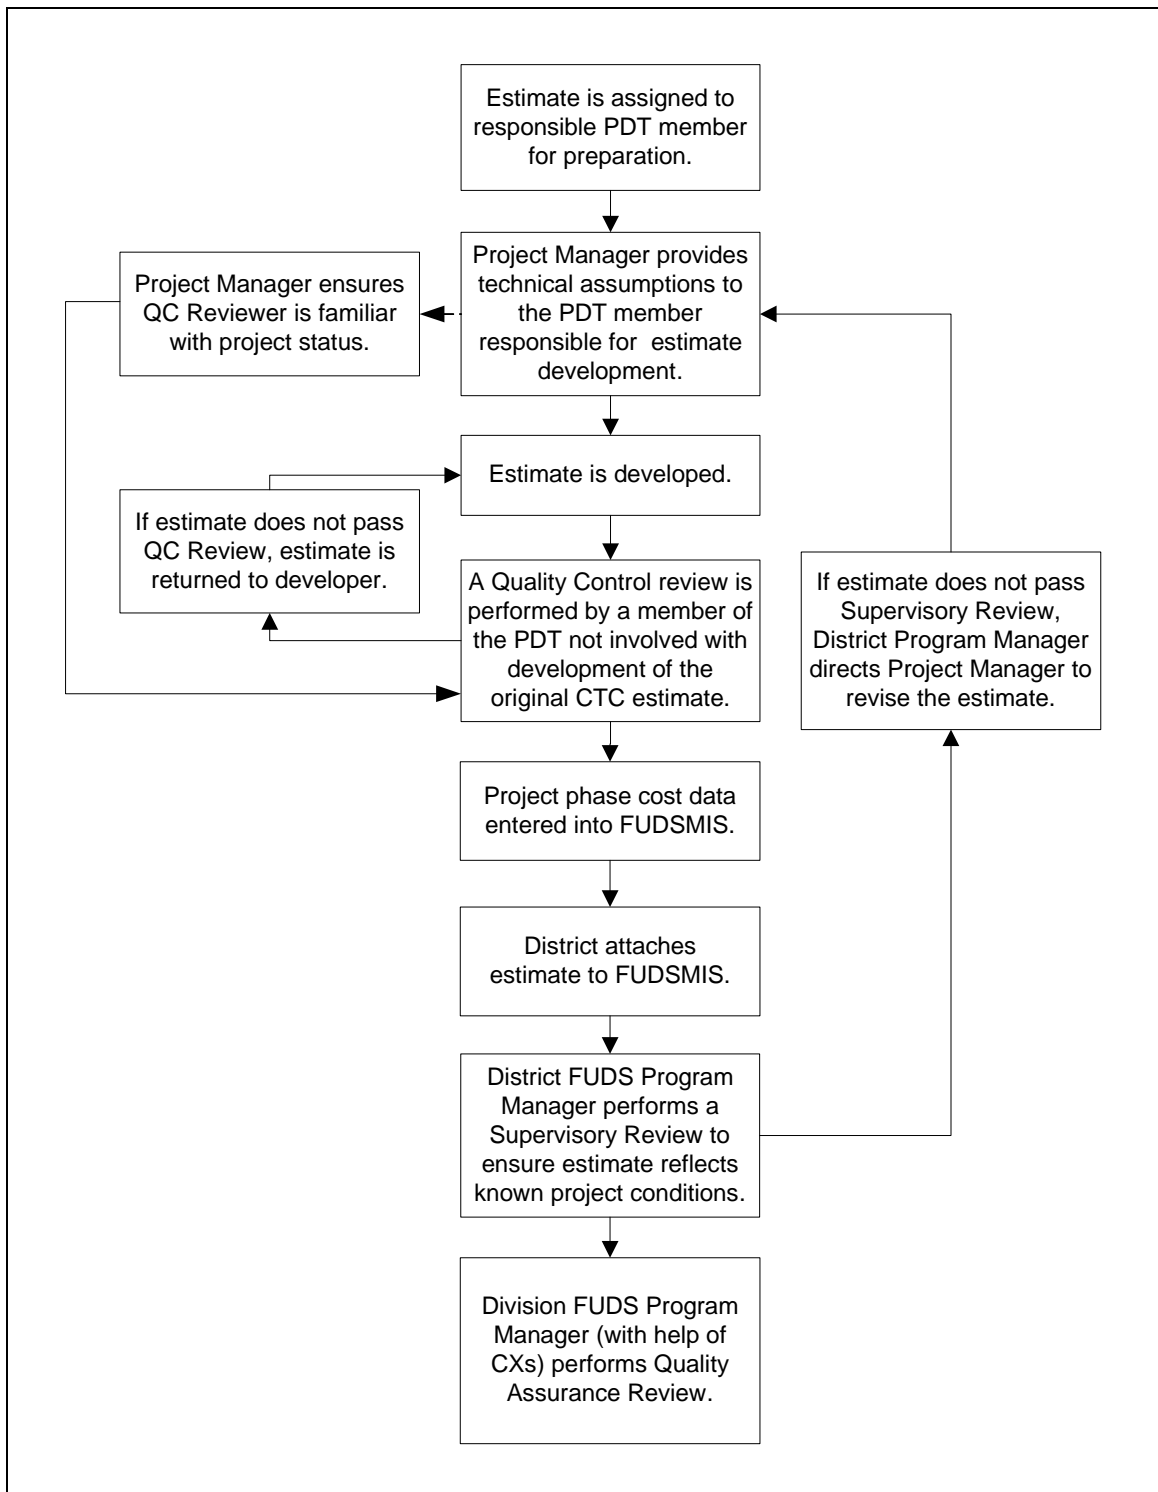 Estimate is assigned to
responsible PDT member
for preparation.
Project Manager provides
technical assumptions to
the PDT member
responsible for estimate
development.
Project Manager ensures
QC Reviewer is familiar
with project status.
Estimate is developed.
If estimate does not pass
QC Review, estimate is
returned to developer.
A Quality Control review is
performed by a member of
the PDT not involved with
development of the
original CTC estimate.
If estimate does not pass
Supervisory Review,
District Program Manager
directs Project Manager to
revise the estimate.
Project phase cost data
entered into FUDSMIS.
District attaches
estimate to FUDSMIS.
District FUDS Program
Manager performs a
Supervisory Review to
ensure estimate reflects
known project conditions.
Division FUDS Program
Manager (with help of
CXs) performs Quality
Assurance Review.